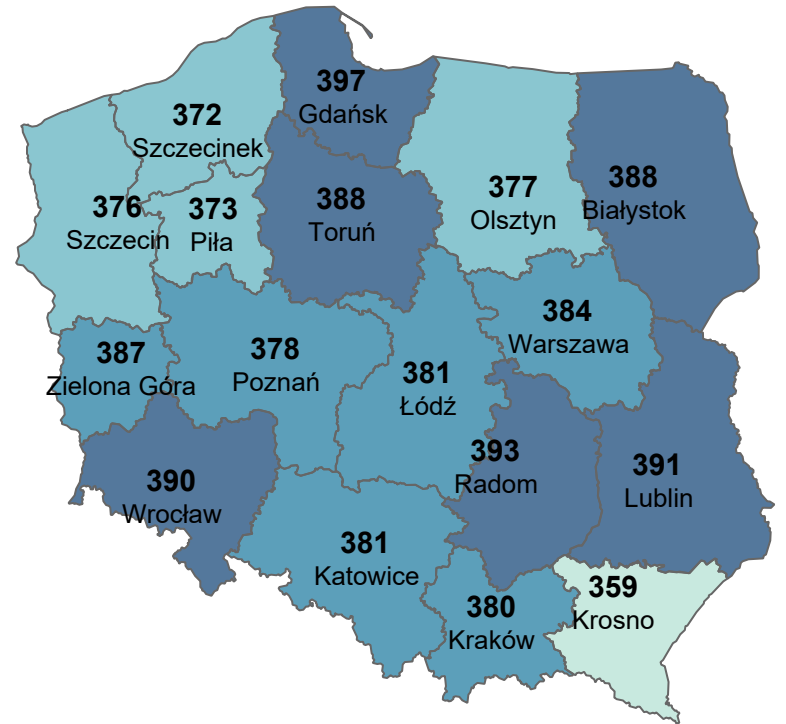 397
Gdańsk
372
Szczecinek
388
Białystok
377
Olsztyn
388
Toruń
376
Szczecin
373
Piła
384
Warszawa
387
Zielona Góra
378
Poznań
381
Łódź
393
Radom
391
Lublin
390
Wrocław
381
Katowice
359
Krosno
380
Kraków